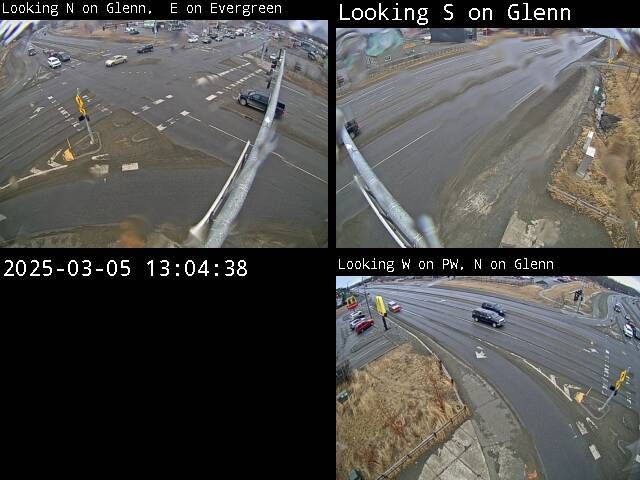 Looking N on Glenn,  E on Evergreen
Looking S on Glenn
2025-03-05 13:04:38
Looking W on PW, N on Glenn